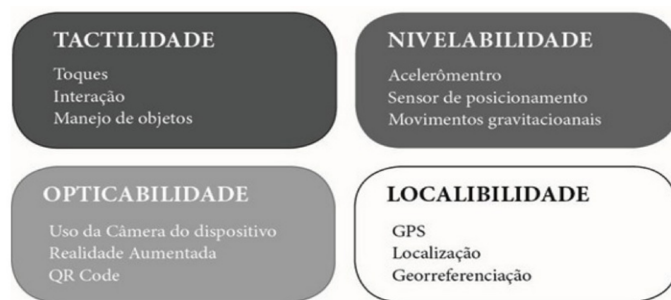 TACTILIDADE
Toques
Interação
Manejo de objetos
NIVELABILIDADE
Acelerômentro
Sensor de posicionamento
Movimentos gravitacioanais
OPTICABILIDADE
Uso da Câmera do dispositivo
Realidade Aumentada
QR Code
LOCALIBILIDADE
GPS
Localização
Georreferenciação